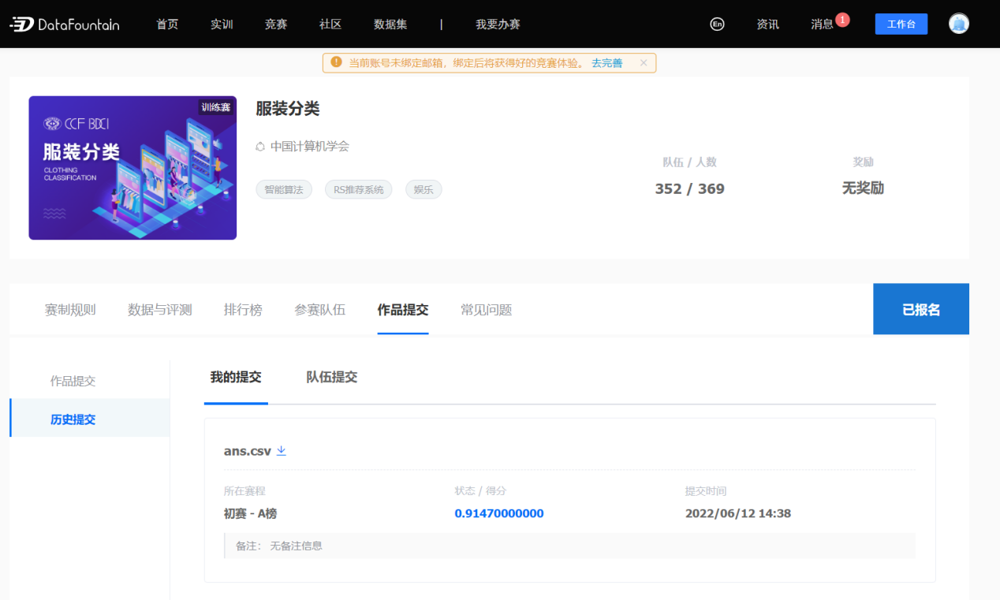 DataFountain 首页 实训 竞赛 社区 数据集 | 我要办赛 En 资讯 消息 1 工作台
当前账号未绑定邮箱，绑定后将获得好的竞赛体验。 去完善 ×
训练赛
CCF BDCI
服装分类
CLOTHING
CLASSIFICATION
服装分类
中国计算机学会
智能算法 RS推荐系统 娱乐
队伍 / 人数 奖励
352 / 369 无奖励
赛制规则 数据与评测 排行榜 参赛队伍 作品提交 常见问题 已报名
作品提交
历史提交
我的提交 队伍提交
ans.csv
所在赛程 状态 / 得分 提交时间
初赛 - A榜 0.91470000000 2022/06/12 14:38
备注： 无备注信息